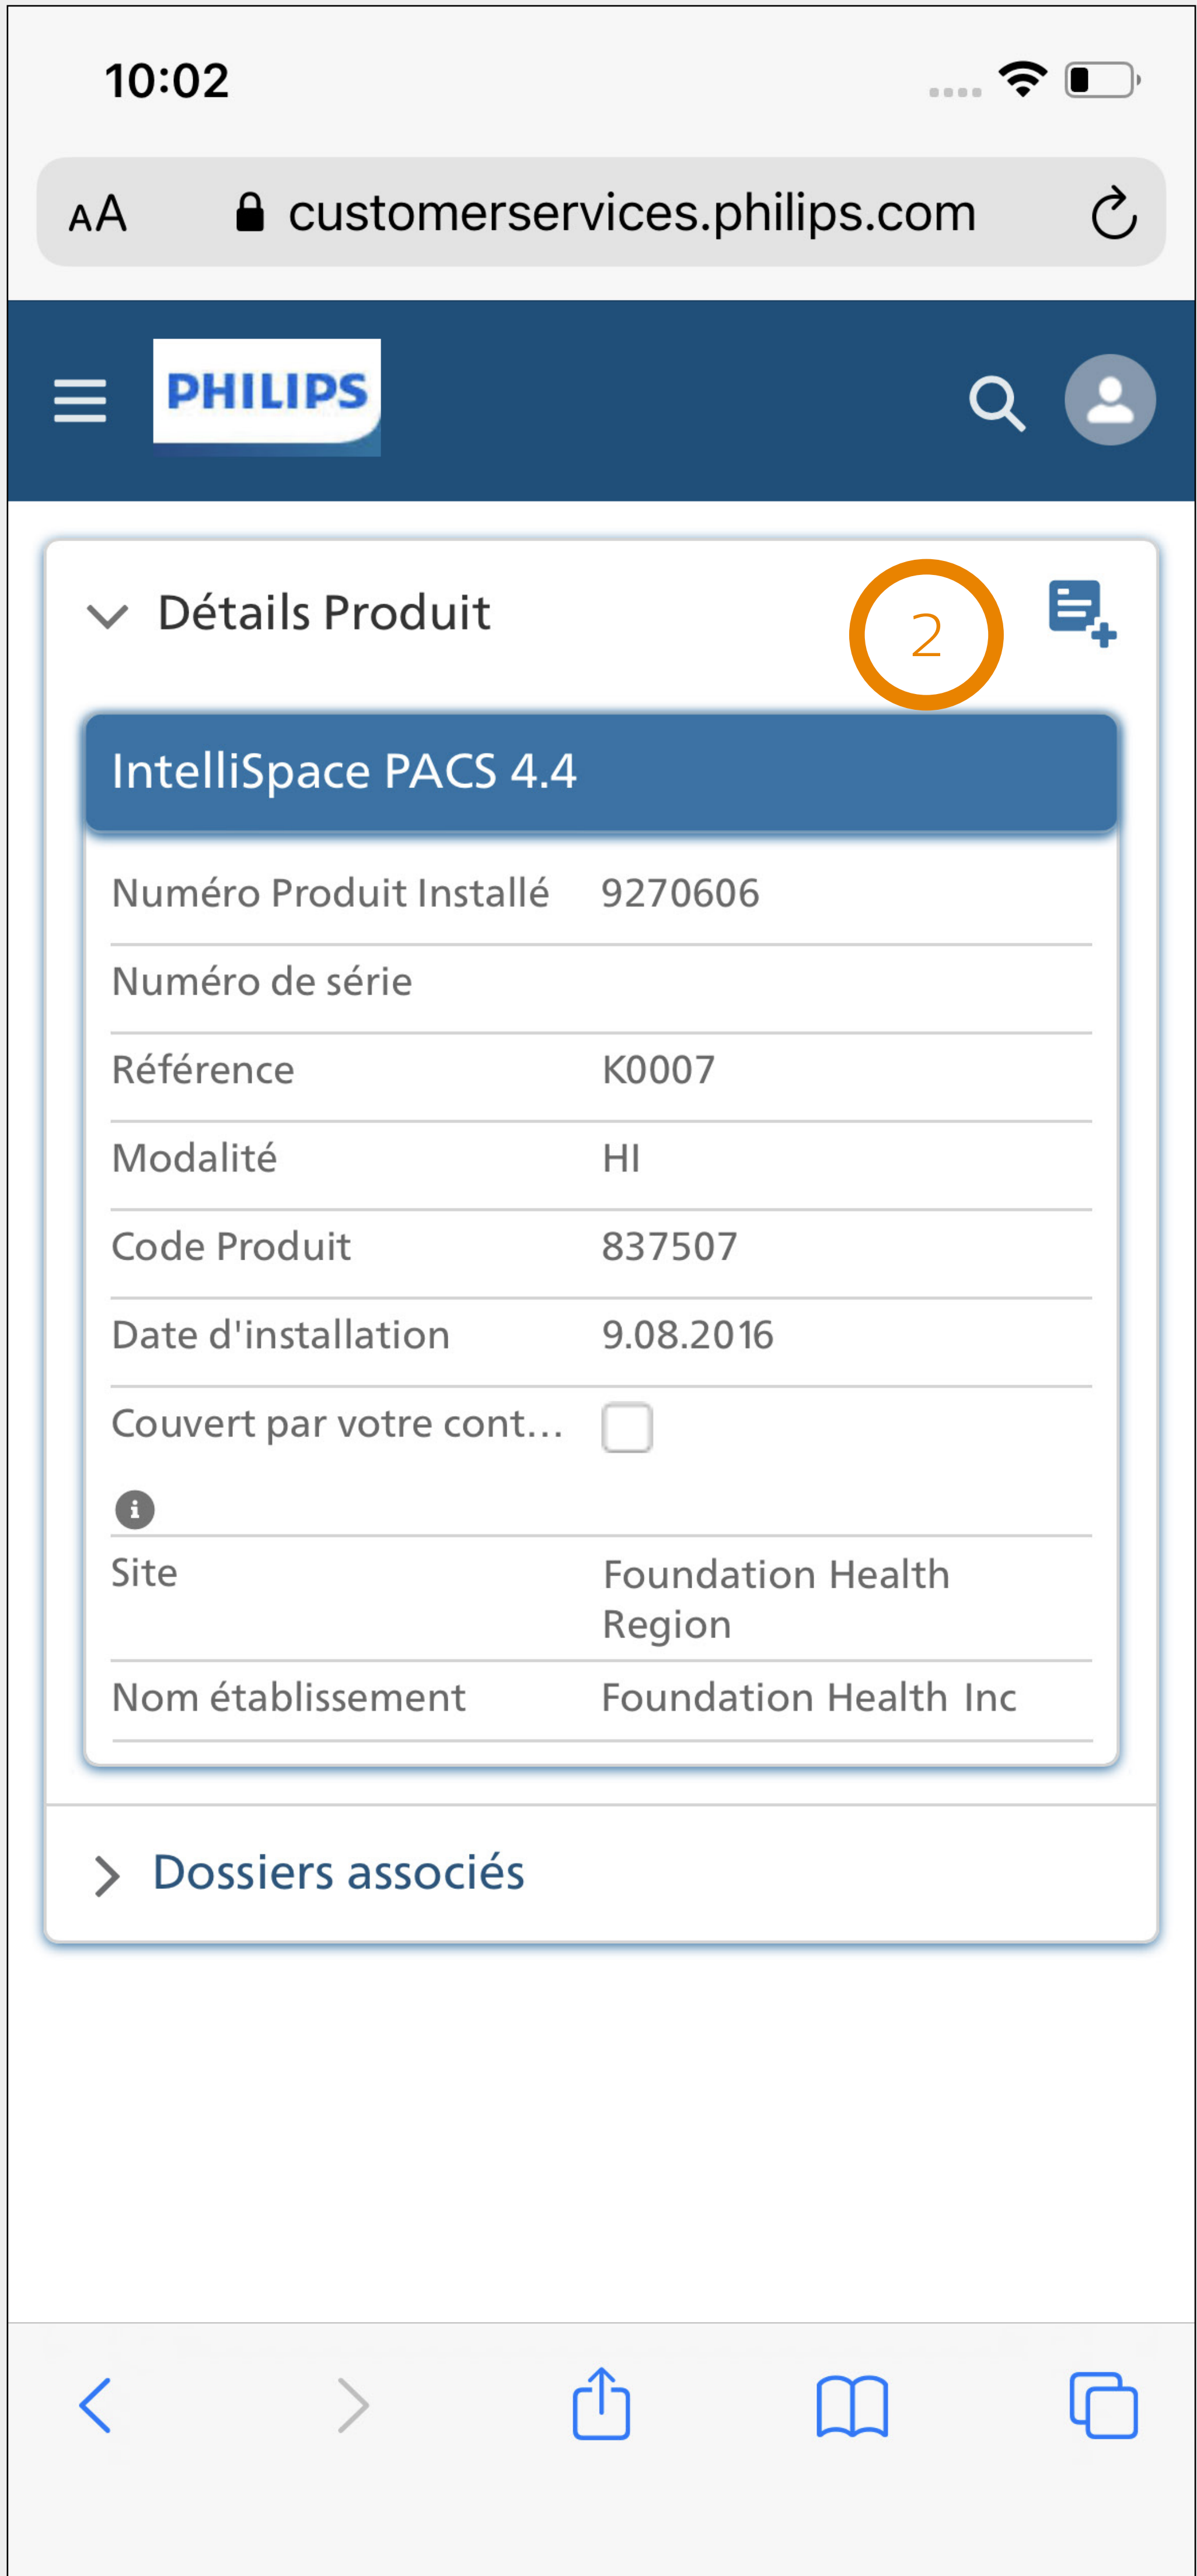 10:02
AA customerservices.philips.com
PHILIPS
Détails Produit
2
IntelliSpace PACS 4.4
Numéro Produit Installé 9270606
Numéro de série
Référence K0007
Modalité HI
Code Produit 837507
Date d'installation 9.08.2016
Couvert par votre cont...
i
Site Foundation Health
Region
Nom établissement Foundation Health Inc
Dossiers associés